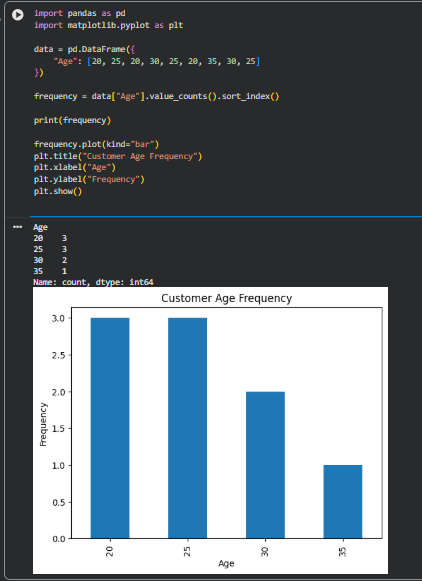 import pandas as pd
import matplotlib.pyplot as plt
data = pd.DataFrame({
    "Age": [20, 25, 20, 30, 25, 20, 35, 30, 25]
})
frequency = data["Age"].value_counts().sort_index()
print(frequency)
frequency.plot(kind="bar")
plt.title("Customer Age Frequency")
plt.xlabel("Age")
plt.ylabel("Frequency")
plt.show()
Age
20    3
25    3
30    2
35    1
Name: count, dtype: int64
Customer Age Frequency
3.0
2.5
2.0
1.5
1.0
0.5
0.0
Frequency
20 25 30 35
Age